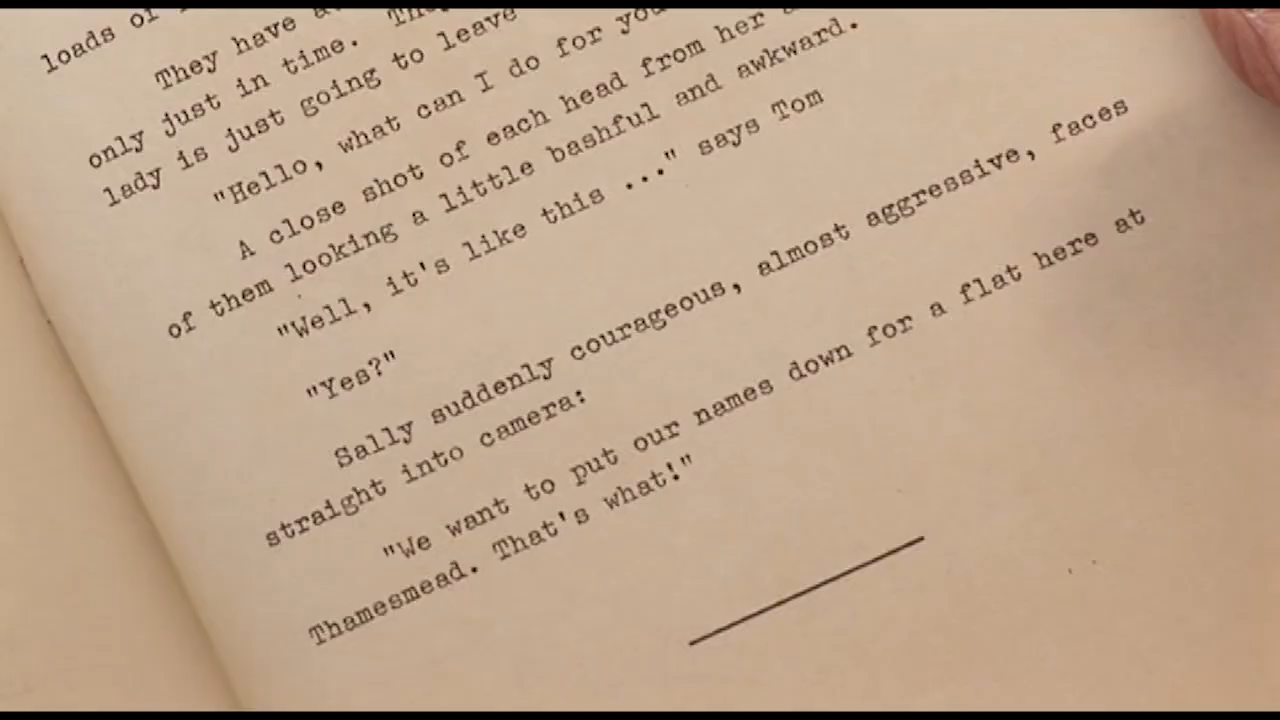 loads of
They have
only just in time. They
lady is just going to leave
"Hello, what can I do for you
A close shot of each head from her
of them looking a little bashful and awkward.
"Well, it's like this ..." says Tom
"Yes?"
Sally suddenly courageous, almost aggressive, faces
straight into camera:
"We want to put our names down for a flat here at
Thamesmead. That's what!"